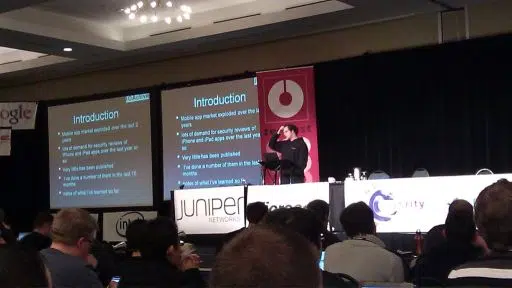 Introduction
Mobile app market exploded over the last 2
years
lots of demand for security reviews of
iPhone and iPad apps over the last year or
so
Very little has been published
I've done a number of them in the last 10
months
notes of what I've learned so far
Introduction
Mobile app market exploded over the last
years
lots of demand for security reviews of
iPhone and iPad apps over the last year
so
Very little has been published
I've done a number of them in the last
months
notes of what I've learned so far
intel
JUNIPER
NETWORKS